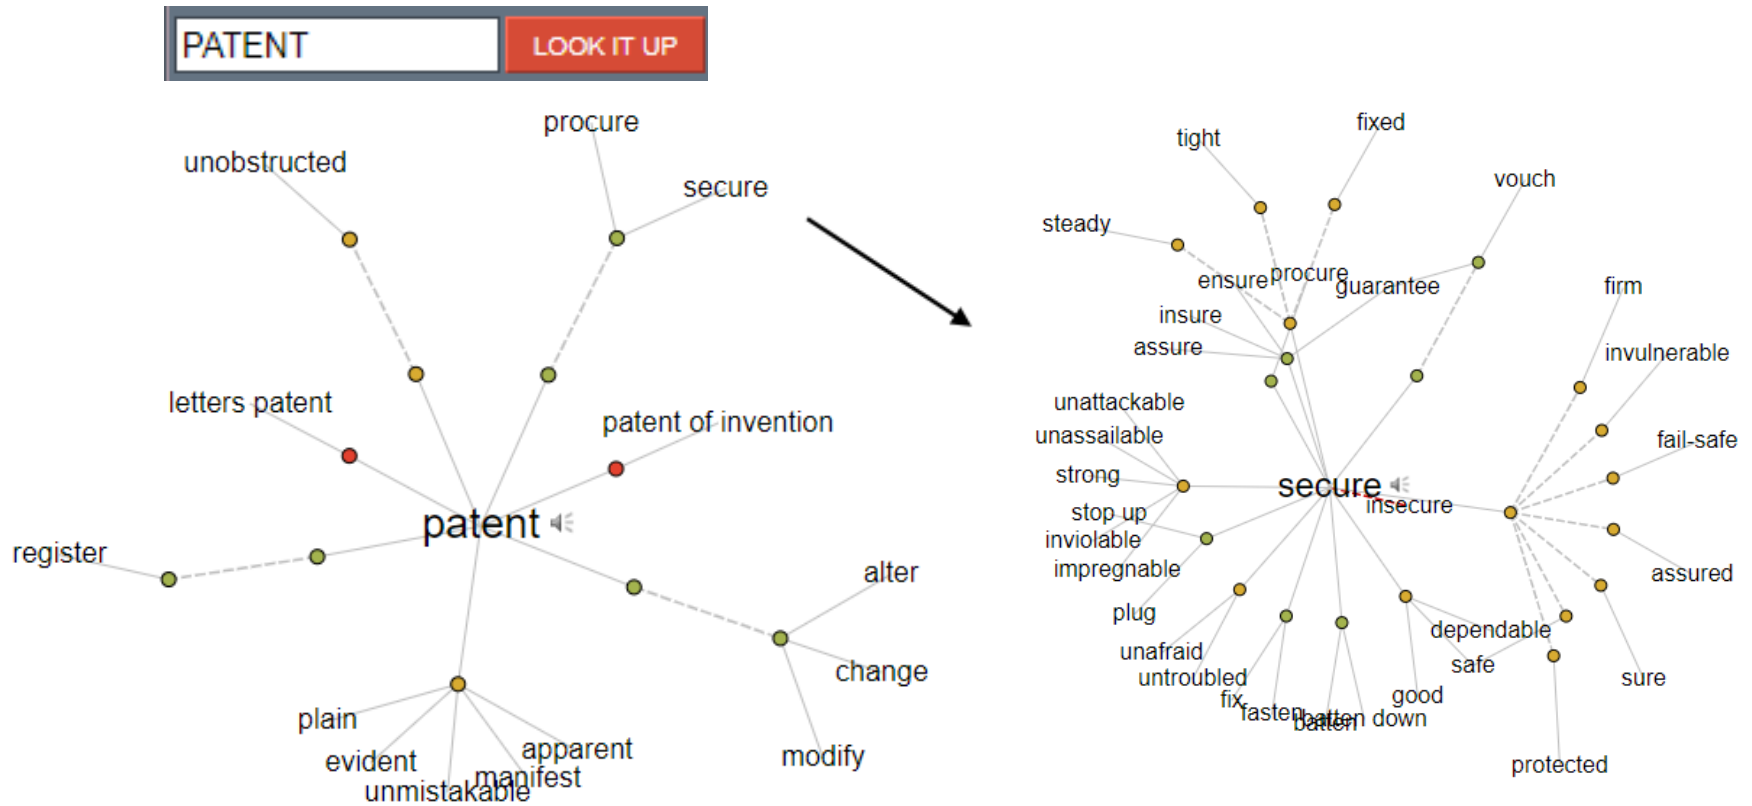 PATENT
LOOK IT UP
procure
unobstructed
secure
letters patent
patent of invention
patent
register
alter
change
plain
apparent
evident
manifest
modify
unmistakable
fixed
tight
vouch
steady
ensure
procure
guarantee
firm
insure
assure
invulnerable
unattackable
unassailable
fail-safe
strong
secure
insecure
stop up
inviolable
impregnable
assured
plug
dependable
unafraid
safe
untroubled
sure
fix
good
fasten
batten down
batten
protected